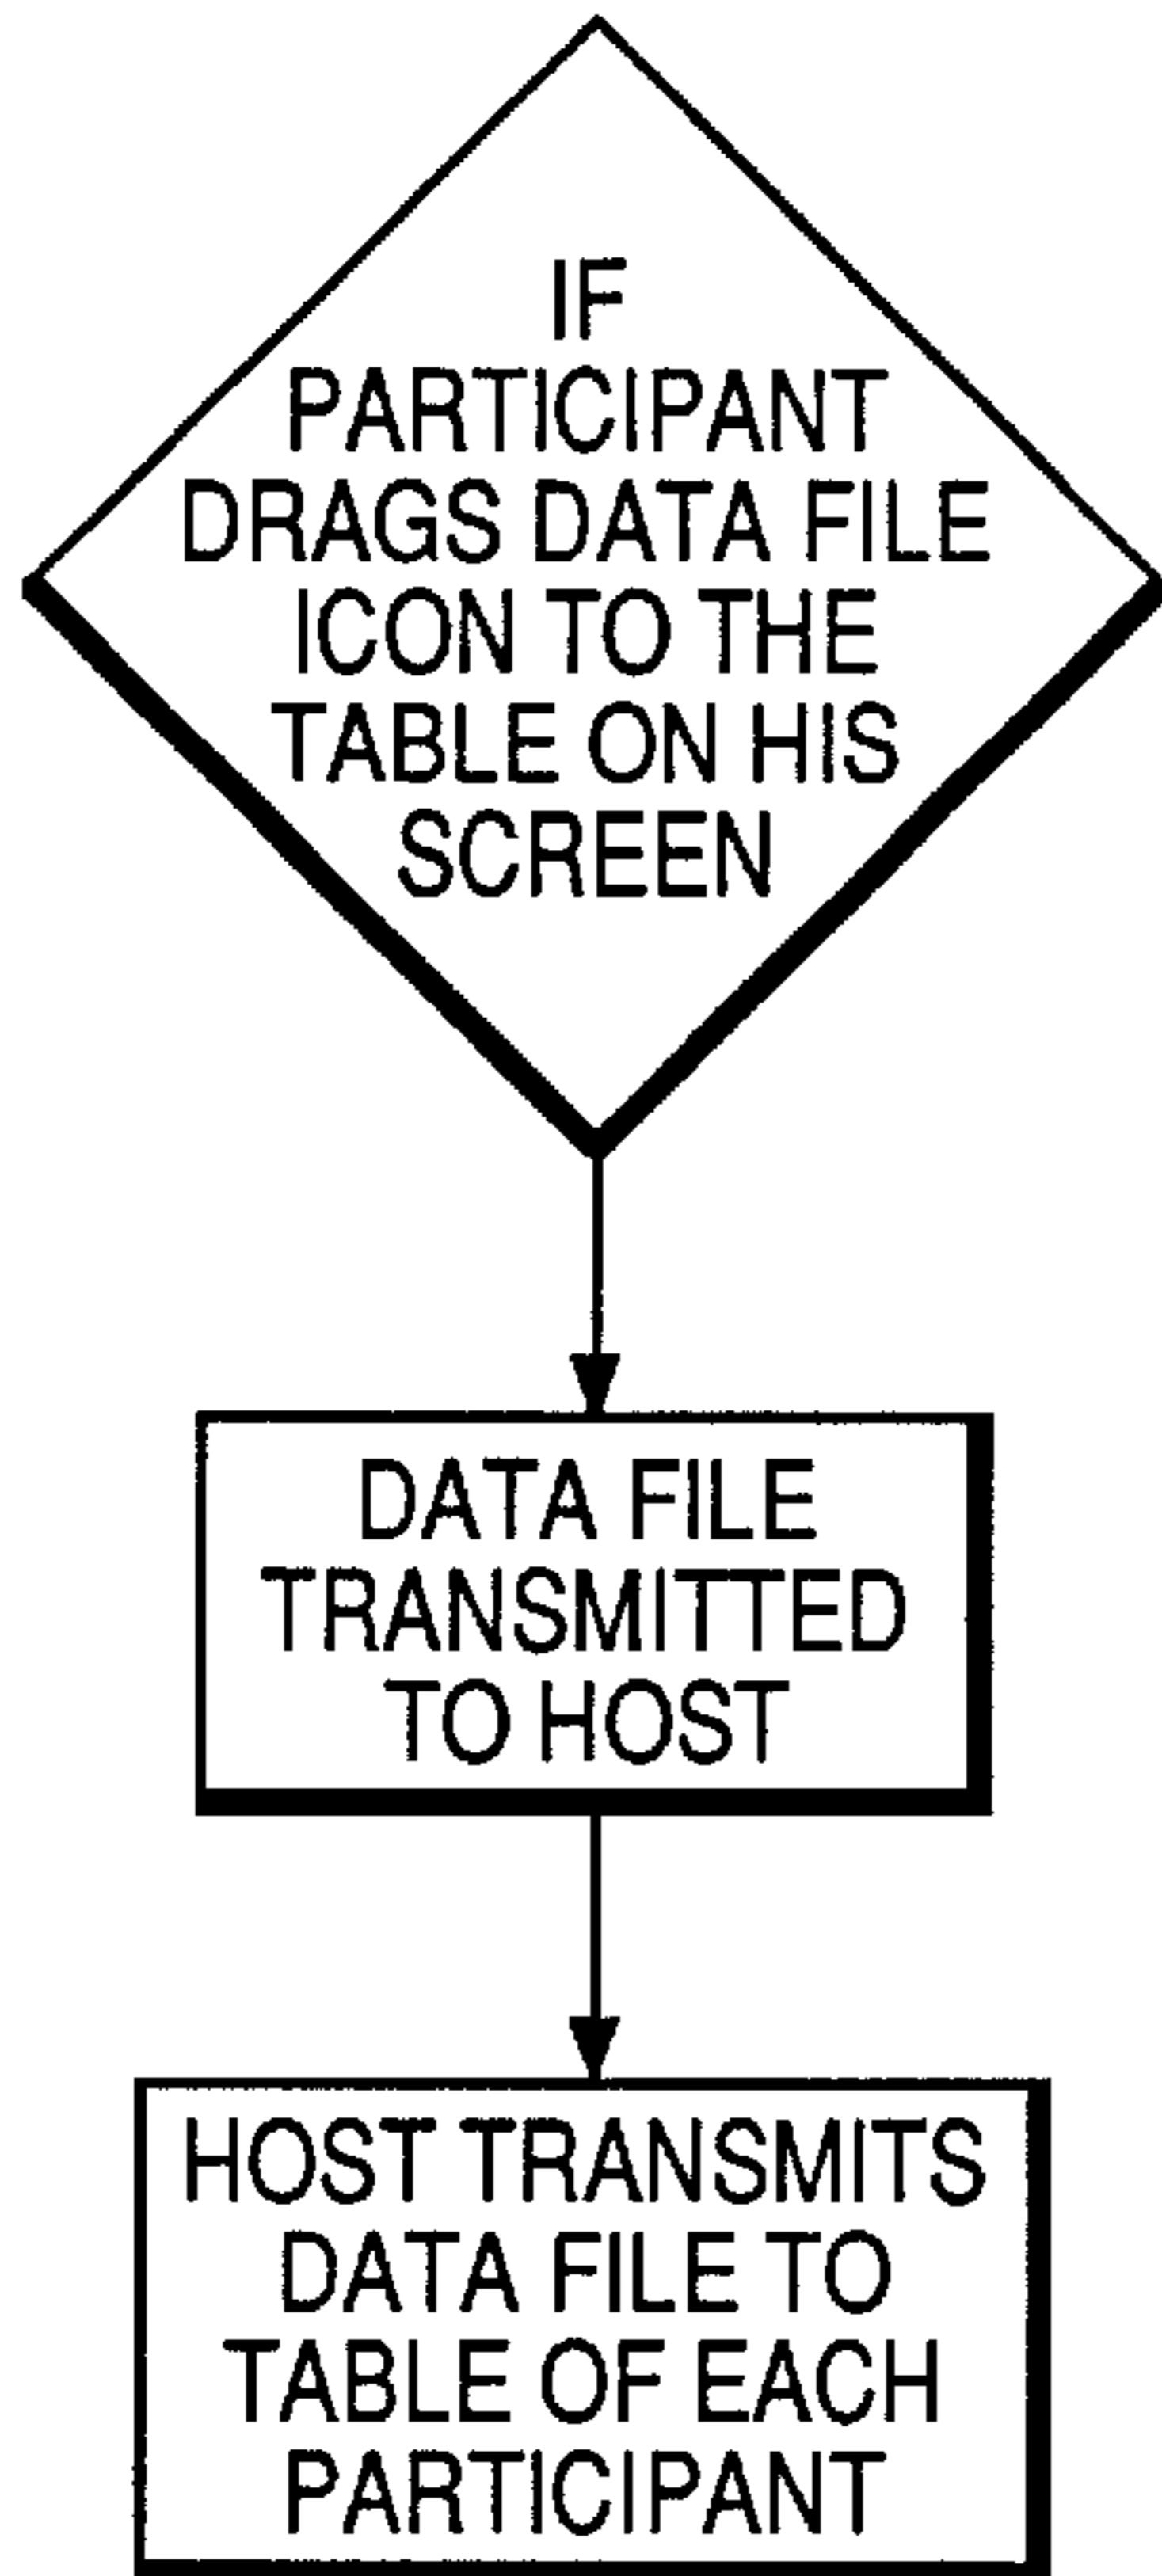 IF
PARTICIPANT
DRAGS DATA FILE
ICON TO THE
TABLE ON HIS
SCREEN
DATA FILE
TRANSMITTED
TO HOST
HOST TRANSMITS
DATA FILE TO
TABLE OF EACH
PARTICIPANT